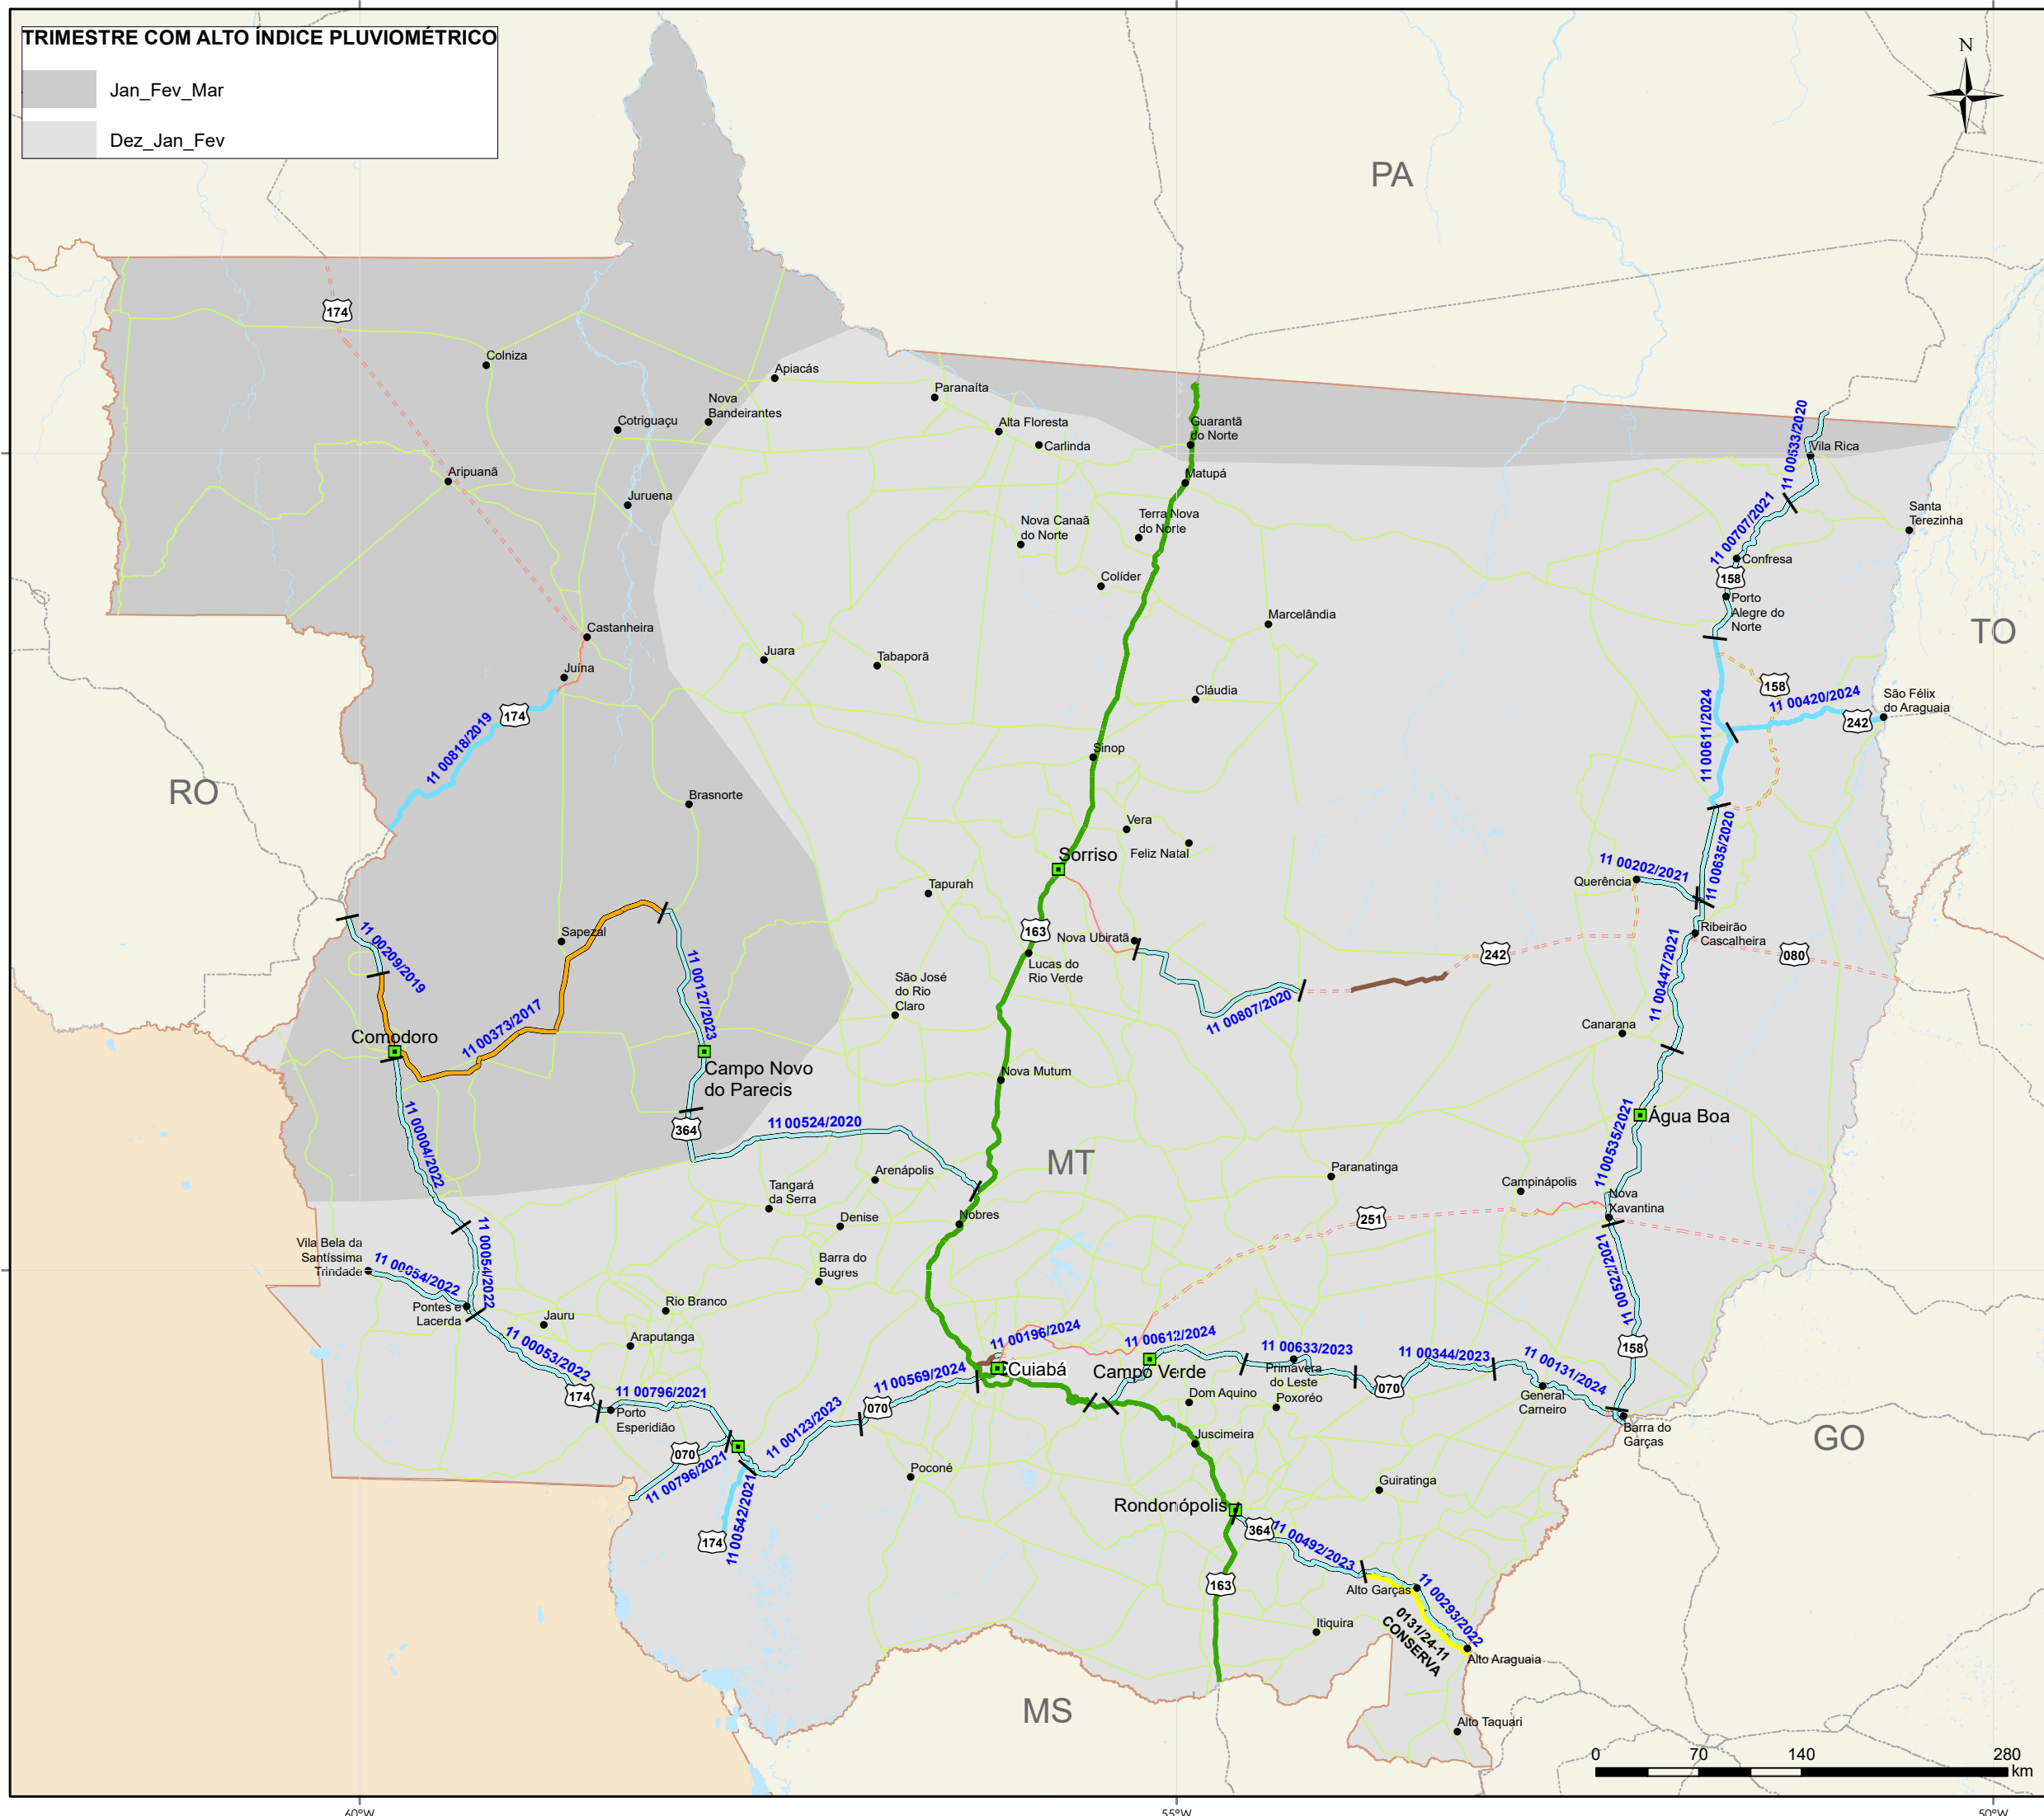 TRIMESTRE COM ALTO ÍNDICE PLUVIOMÉTRICO
Jan_Fev_Mar
Dez_Jan_Fev
N
PA
174
Colniza
Apiacás
Nova
Bandeirantes
Paranaíta
Cotriguaçu
Alta Floresta
Carlinda
Guarantã
do Norte
11 00533/2020
Vila Rica
Aripuanã
Matupá
Juruena
Nova Canaã
do Norte
Terra Nova
do Norte
11 00707/2021
Santa
Terezinha
Confresa
158
Colíder
Porto
Alegre do
Norte
Marcelândia
TO
Castanheira
Juara
Tabaporã
Juína
Cláudia
158
11 00420/2024
São Félix
do Araguaia
242
174
11 00818/2019
11 00611/2024
Sinop
RO
Brasnorte
Vera
Feliz Natal
Sorriso
11 00635/2020
11 00202/2021
Querência
Tapurah
163
Nova Ubiratã
Lucas do
Rio Verde
242
Ribeirão
Cascalheira
080
Sapezal
11 00209/2019
11 00127/2023
11 00447/2021
São José
do Rio
Claro
11 00807/2020
Canarana
11 00373/2017
Comodoro
Campo Novo
do Parecis
Nova Mutum
Água Boa
11 00004/2022
364
11 00524/2020
11 00535/2021
MT
Arenápolis
Tangará
da Serra
Paranatinga
Campinápolis
Nova
Xavantina
251
Denise
Nobres
11 00054/2022
Vila Bela da
Santíssima
Trindade
11 00054/2022
Barra do
Bugres
11 00522/2021
Pontes e
Lacerda
Jauru
Rio Branco
Araputanga
11 00053/2022
11 00196/2024
11 00612/2024
11 00633/2023
11 00344/2023
11 00131/2024
158
Cuiabá
Campo Verde
Primavera
do Leste
070
General
Carneiro
11 00569/2024
174
11 00796/2021
Porto
Esperidião
070
11 00123/2023
Dom Aquino
Poxoréo
Barra do
Garças
GO
070
11 00796/2021
Juscimeira
Poconé
Guiratinga
174
11 00542/2021
Rondonópolis
364
11 00492/2023
163
Alto Garças
11 00293/2022
0131/24-11
CONSERVA
Itiquira
Alto Araguaia
MS
Alto Taquari
0
70
140
280
km
60°W
55°W
50°W